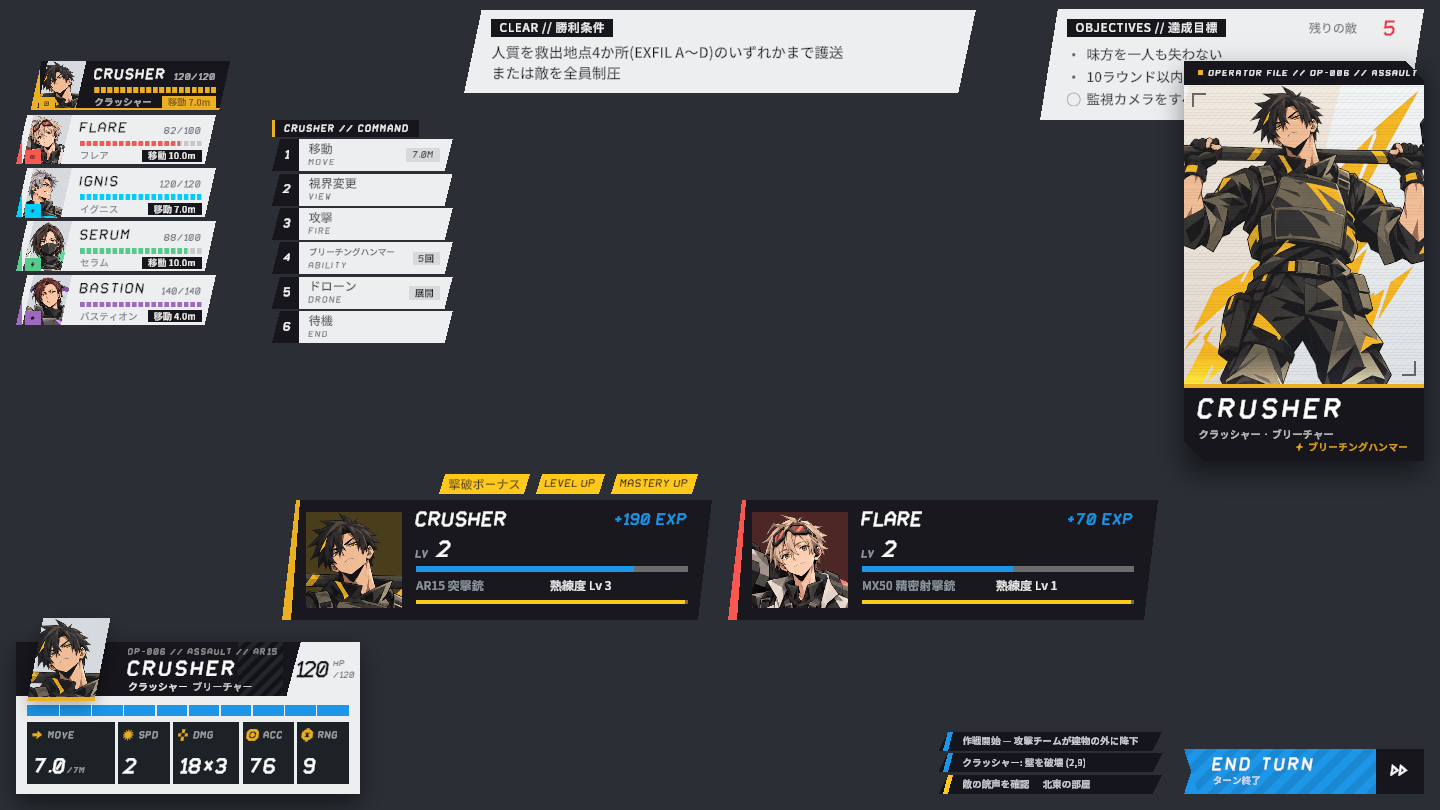 CLEAR // 勝利条件
人質を救出地点4か所(EXFIL A～D)のいずれかまで護送
または敵を全員制圧
OBJECTIVES // 達成目標
残りの敵 5
・ 味方を一人も失わない
・ 10ラウンド以内
○ 監視カメラをす
CRUSHER 120/120
クラッシャー 移動 7.0m
FLARE 82/100
フレア 移動 10.0m
IGNIS 120/120
イグニス 移動 7.0m
SERUM 88/100
セラム 移動 10.0m
BASTION 140/140
バスティオン 移動 4.0m
CRUSHER // COMMAND
1 移動 7.0M
MOVE
2 視界変更
VIEW
3 攻撃
FIRE
4 ブリーチングハンマー 5回
ABILITY
5 ドローン 展開
DRONE
6 待機
END
OPERATOR FILE // OP-006 // ASSAULT
CRUSHER
クラッシャー・ブリーチャー
ブリーチングハンマー
撃破ボーナス LEVEL UP MASTERY UP
CRUSHER +190 EXP
LV 2
AR15 突撃銃 熟練度 Lv 3
FLARE +70 EXP
LV 2
MX50 精密射撃銃 熟練度 Lv 1
OP-006 // ASSAULT // AR15
CRUSHER
クラッシャー ブリーチャー
120 HP /120
MOVE SPD DMG ACC RNG
7.0/7M 2 18×3 76 9
作戦開始 — 攻撃チームが建物の外に降下
クラッシャー: 壁を破壊 (2,9)
敵の銃声を確認 北東の部屋
END TURN
ターン終了